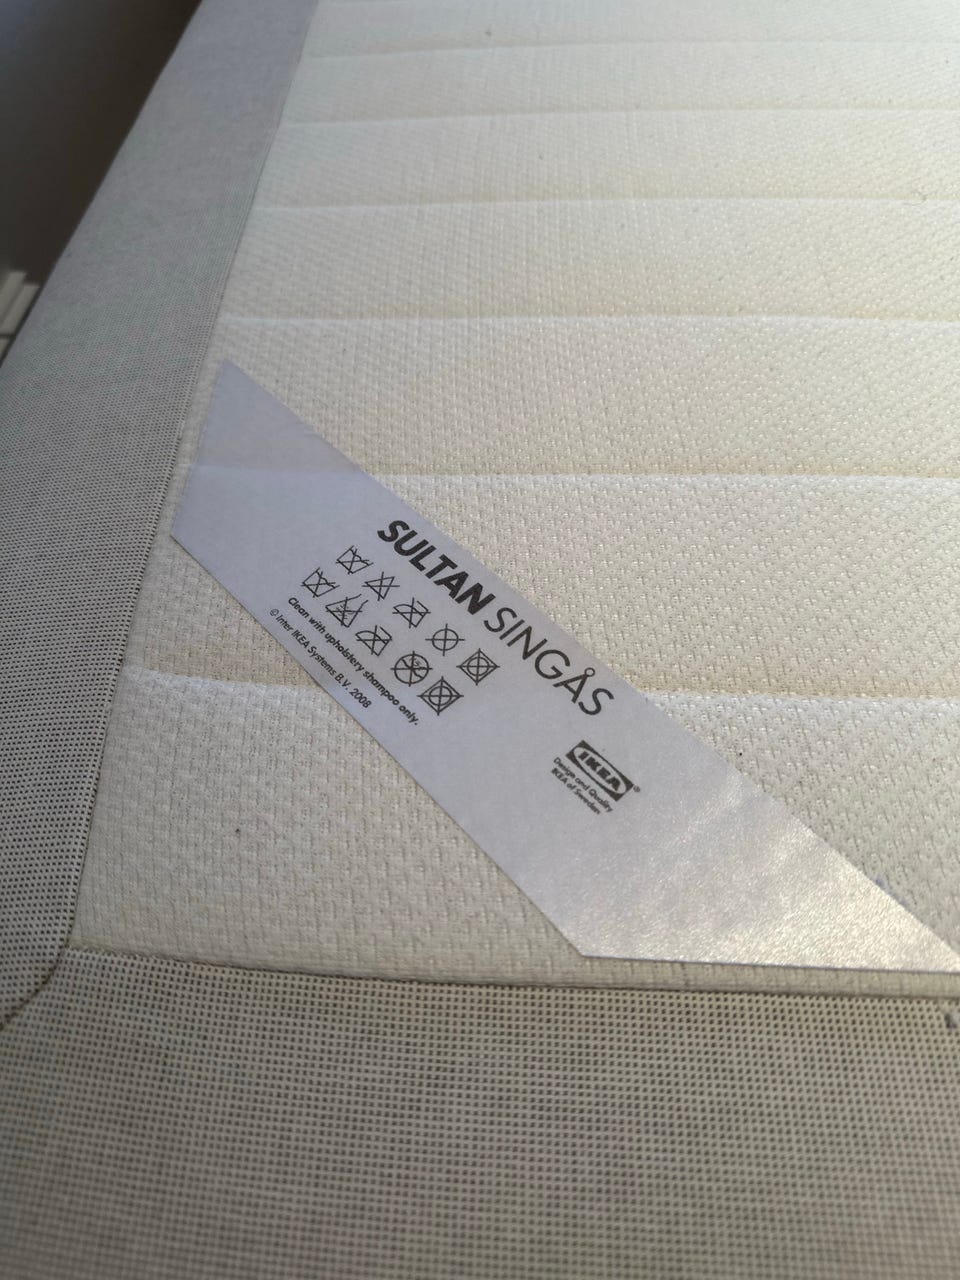 SULTAN SINGÅS
Clean with upholstery shampoo only.
© Inter IKEA Systems B.V. 2008
IKEA®
Design and Quality
IKEA of Sweden